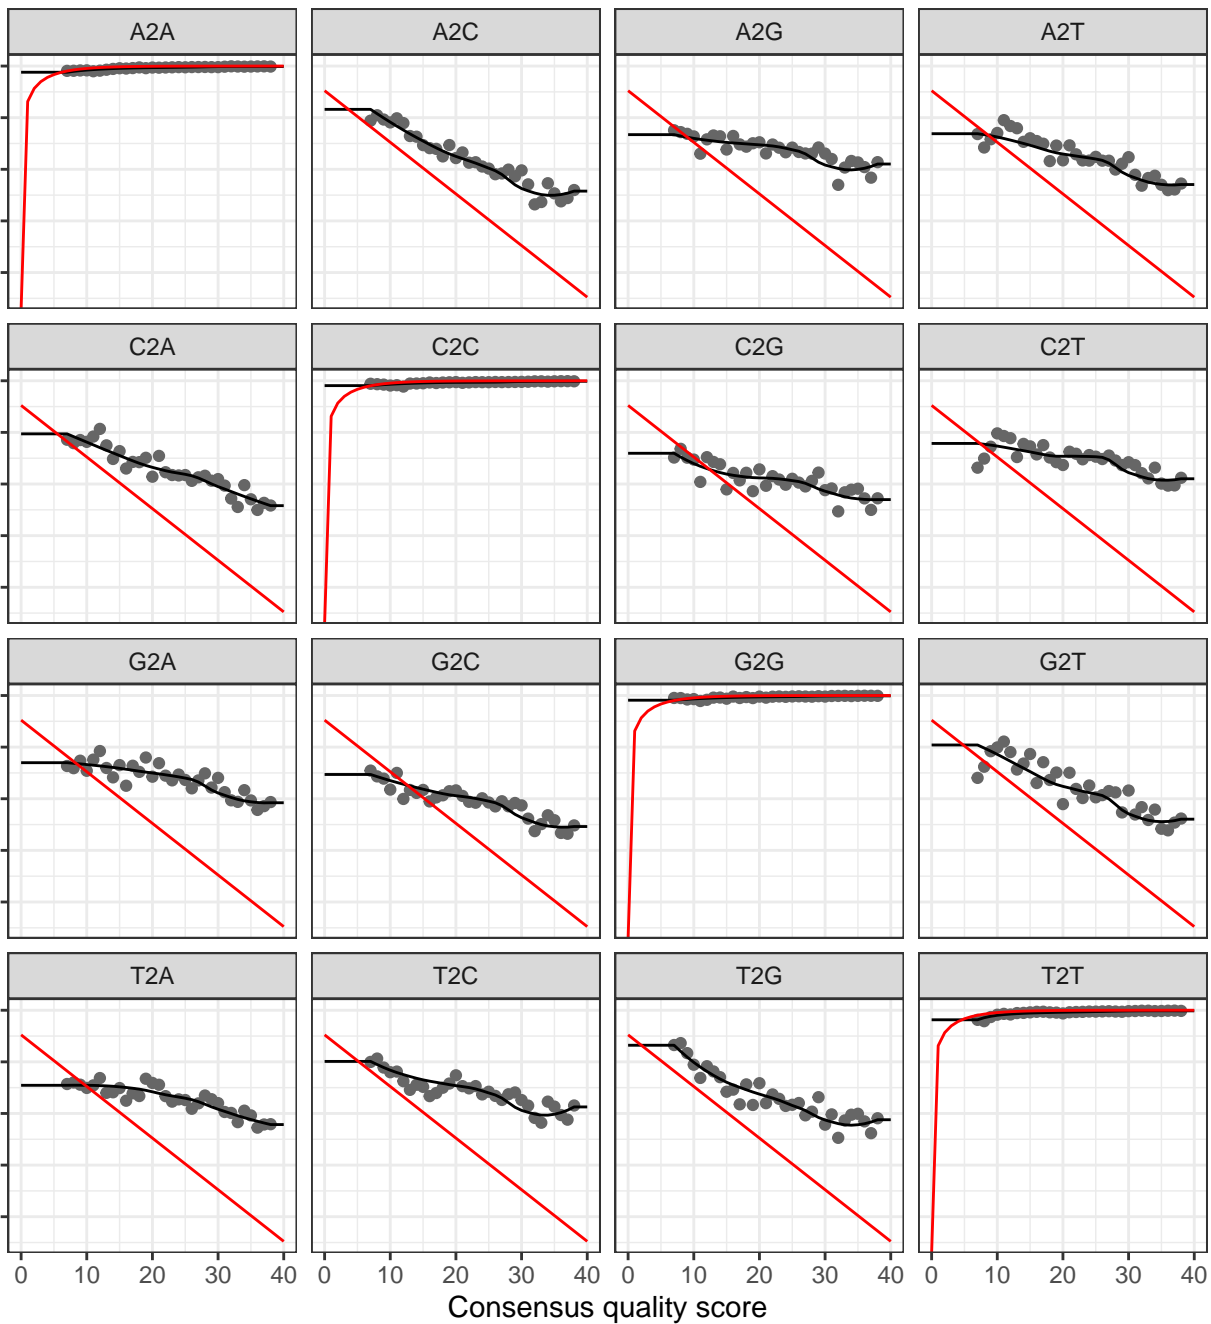 A2A A2C A2G A2T
C2A C2C C2G C2T
G2A G2C G2G G2T
T2A T2C T2G T2T
0 10 20 30 40 0 10 20 30 40 0 10 20 30 40 0 10 20 30 40
Consensus quality score